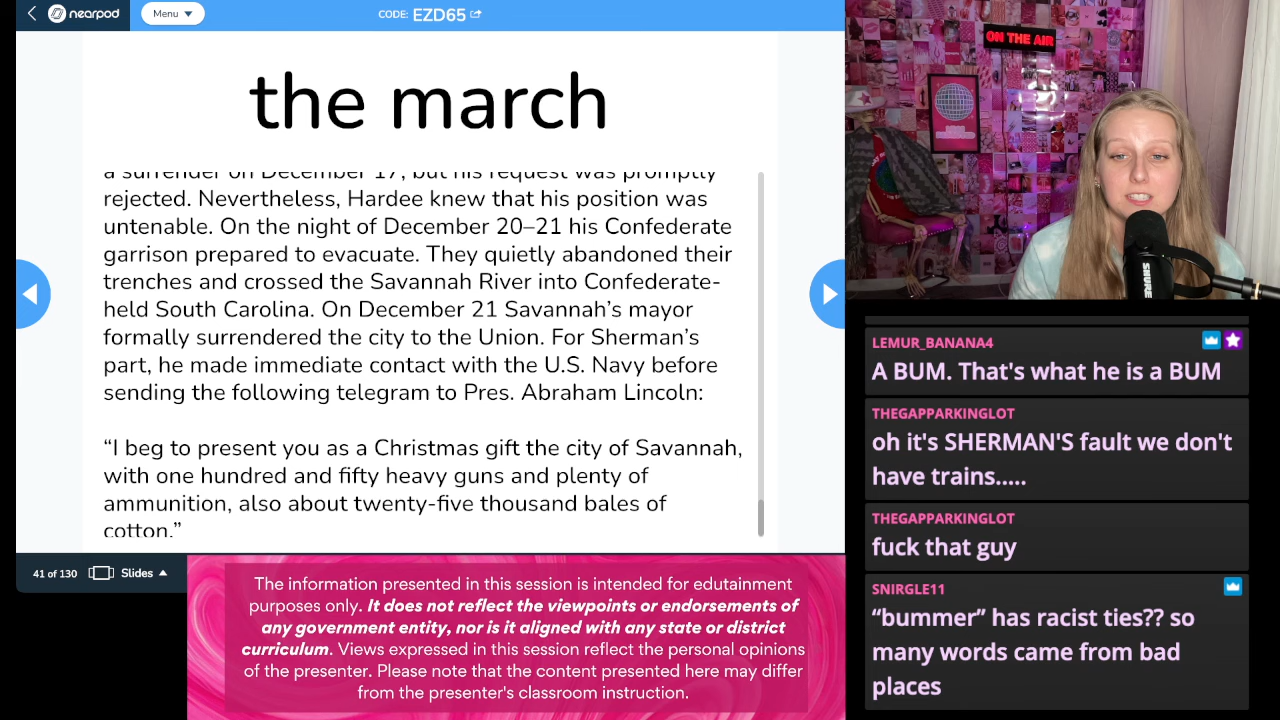 nearpod
Menu
CODE: EZD65
the march
a surrender on December 17, but his request was promptly
rejected. Nevertheless, Hardee knew that his position was
untenable. On the night of December 20–21 his Confederate
garrison prepared to evacuate. They quietly abandoned their
trenches and crossed the Savannah River into Confederate-
held South Carolina. On December 21 Savannah’s mayor
formally surrendered the city to the Union. For Sherman’s
part, he made immediate contact with the U.S. Navy before
sending the following telegram to Pres. Abraham Lincoln:
“I beg to present you as a Christmas gift the city of Savannah,
with one hundred and fifty heavy guns and plenty of
ammunition, also about twenty-five thousand bales of
cotton.”
41 of 130
Slides
The information presented in this session is intended for edutainment
purposes only. It does not reflect the viewpoints or endorsements of
any government entity, nor is it aligned with any state or district
curriculum. Views expressed in this session reflect the personal opinions
of the presenter. Please note that the content presented here may differ
from the presenter's classroom instruction.
ON THE AIR
SHURE
LEMUR_BANANA4
A BUM. That's what he is a BUM
THEGAPPARKINGLOT
oh it's SHERMAN'S fault we don't
have trains.....
THEGAPPARKINGLOT
fuck that guy
SNIRGLE11
“bummer” has racist ties?? so
many words came from bad
places